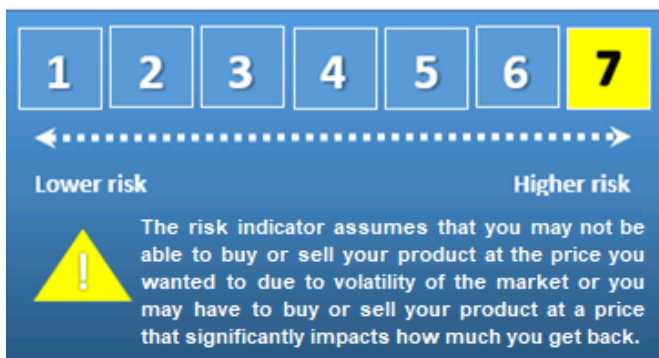 1 2 3 4 5 6 7
Lower risk Higher risk
The risk indicator assumes that you may not be
able to buy or sell your product at the price you
wanted to due to volatility of the market or you
may have to buy or sell your product at a price
that significantly impacts how much you get back.
!